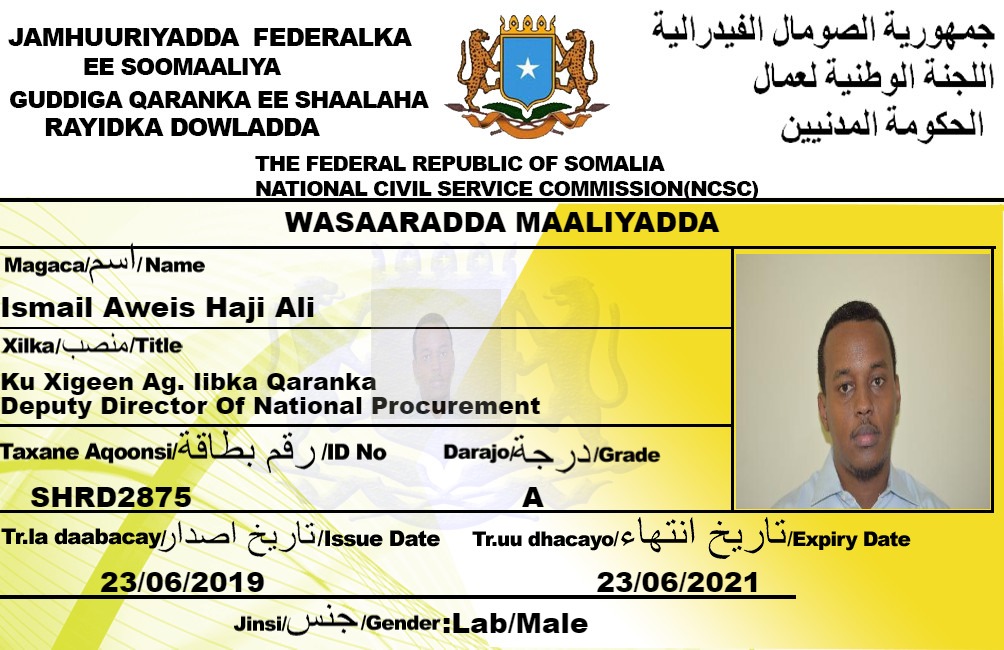 JAMHUURIYADDA FEDERALKA
EE SOOMAALIYA
GUDDIGA QARANKA EE SHAALAHA
RAYIDKA DOWLADDA
جمهورية الصومال الفيدرالية
اللجنة الوطنية لعمال
الحكومة المدنيين
THE FEDERAL REPUBLIC OF SOMALIA
NATIONAL CIVIL SERVICE COMMISSION(NCSC)
WASAARADDA MAALIYADDA
Magaca/اسم/Name
Ismail Aweis Haji Ali
Xilka/منصب/Title
Ku Xigeen Ag. Iibka Qaranka
Deputy Director Of National Procurement
Taxane Aqoonsi/رقم بطاقة/ID No Darajo/درجة/Grade
SHRD2875 A
Tr.la daabacay/تاريخ اصدار/Issue Date Tr.uu dhacayo/تاريخ انتهاء/Expiry Date
23/06/2019 23/06/2021
Jinsi/جنس/Gender:Lab/Male